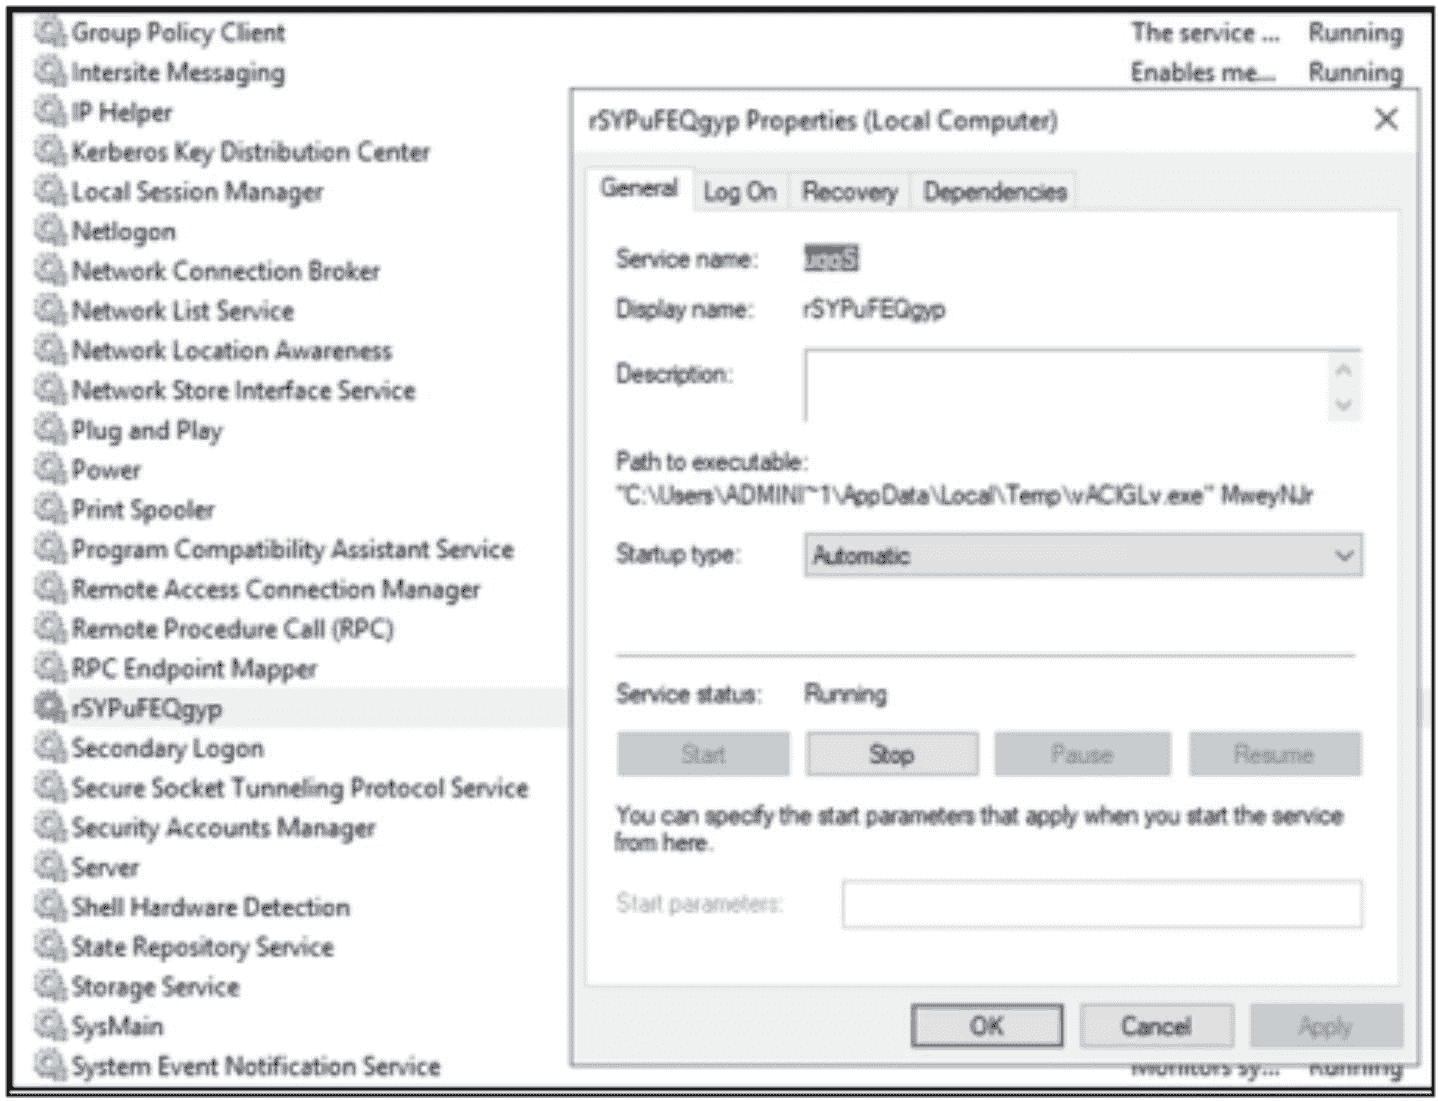 Group Policy Client The service ... Running
Intersite Messaging Enables me... Running
IP Helper
Kerberos Key Distribution Center
Local Session Manager
Netlogon
Network Connection Broker
Network List Service
Network Location Awareness
Network Store Interface Service
Plug and Play
Power
Print Spooler
Program Compatibility Assistant Service
Remote Access Connection Manager
Remote Procedure Call (RPC)
RPC Endpoint Mapper
rSYPuFEQgyp
Secondary Logon
Secure Socket Tunneling Protocol Service
Security Accounts Manager
Server
Shell Hardware Detection
State Repository Service
Storage Service
SysMain
System Event Notification Service Monitors sy... Running
rSYPuFEQgyp Properties (Local Computer)
General Log On Recovery Dependencies
Service name:
Display name: rSYPuFEQgyp
Description:
Path to executable:
"C:\Users\ADMINI~1\AppData\Local\Temp\vACIGLv.exe" MweyNJr
Startup type: Automatic
Service status: Running
Start Stop Pause Resume
You can specify the start parameters that apply when you start the service
from here.
Start parameters:
OK Cancel Apply